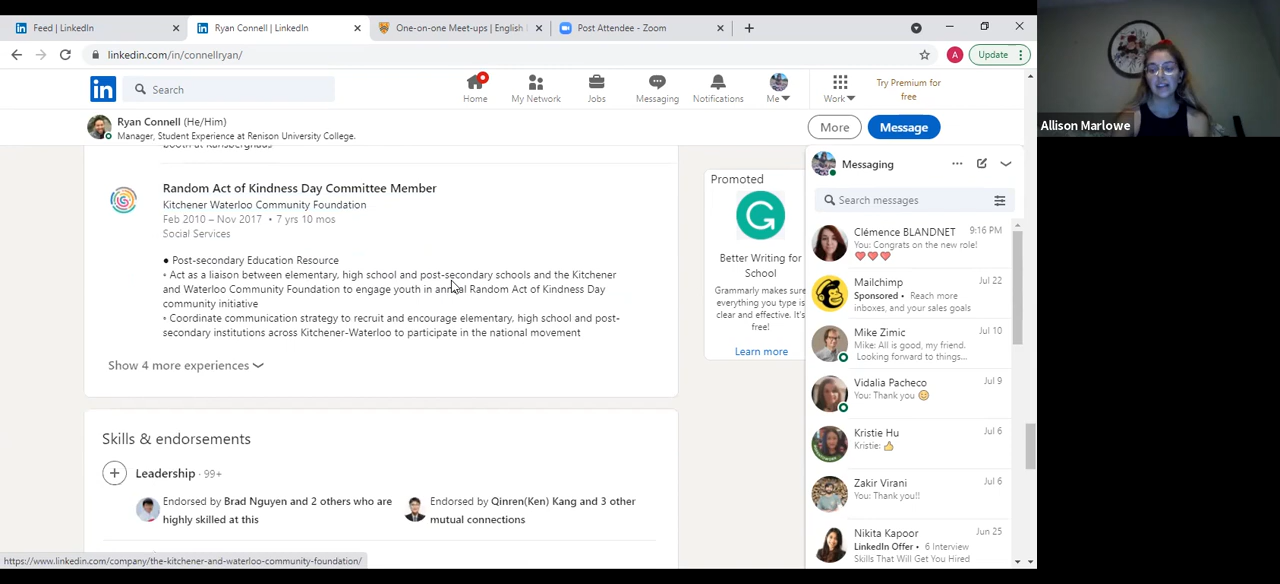 Feed | LinkedIn
Ryan Connell | LinkedIn
One-on-one Meet-ups | English
Post Attendee - Zoom
linkedin.com/in/connellryan/
A
Update
in
Search
Home
My Network
Jobs
Messaging
Notifications
Me
Work
Try Premium for
free
Ryan Connell (He/Him)
Manager, Student Experience at Renison University College.
More
Message
booth at Karlsberghaus
Random Act of Kindness Day Committee Member
Kitchener Waterloo Community Foundation
Feb 2010 – Nov 2017 • 7 yrs 10 mos
Social Services
● Post-secondary Education Resource
◦ Act as a liaison between elementary, high school and post-secondary schools and the Kitchener
and Waterloo Community Foundation to engage youth in annual Random Act of Kindness Day
community initiative
◦ Coordinate communication strategy to recruit and encourage elementary, high school and post-
secondary institutions across Kitchener-Waterloo to participate in the national movement
Show 4 more experiences
Skills & endorsements
Leadership · 99+
Endorsed by Brad Nguyen and 2 others who are
highly skilled at this
Endorsed by Qinren(Ken) Kang and 3 other
mutual connections
https://www.linkedin.com/company/the-kitchener-and-waterloo-community-foundation/
Promoted
Better Writing for
School
Grammarly makes sure
everything you type is
clear and effective. It's
free!
Learn more
Messaging
Search messages
Clémence BLANDNET 9:16 PM
You: Congrats on the new role!
Mailchimp Jul 22
Sponsored • Reach more
inboxes, and your sales goals
Mike Zimic Jul 10
Mike: All is good, my friend.
Looking forward to things...
Vidalia Pacheco Jul 9
You: Thank you
Kristie Hu Jul 6
Kristie:
Zakir Virani Jul 6
You: Thank you!!
Nikita Kapoor Jun 25
LinkedIn Offer • 6 Interview
Skills That Will Get You Hired
Allison Marlowe